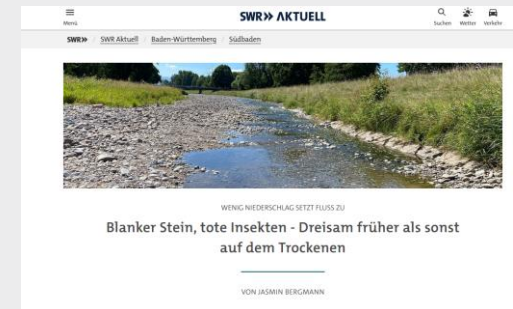 SWR» AKTUELL
Menü
Suchen Wetter Verkehr
SWR» / SWR Aktuell / Baden-Württemberg / Südbaden
WENIG NIEDERSCHLAG SETZT FLUSS ZU
Blanker Stein, tote Insekten - Dreisam früher als sonst
auf dem Trockenen
VON JASMIN BERGMANN